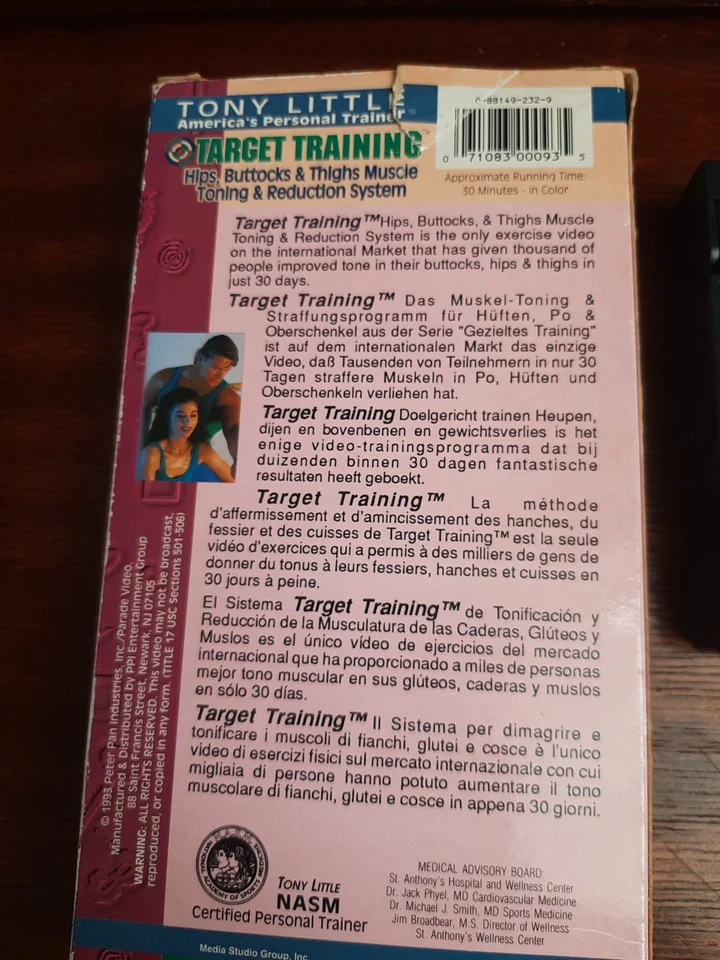 TONY LITTLE
America's Personal Trainer
TARGET TRAINING™
Hips, Buttocks & Thighs Muscle
Toning & Reduction System
0-88149-232-9
0 71083 00093 5
Approximate Running Time:
30 Minutes - In Color
Target Training™Hips, Buttocks, & Thighs Muscle
Toning & Reduction System is the only exercise video
on the international Market that has given thousand of
people improved tone in their buttocks, hips & thighs in
just 30 days.
Target Training™ Das Muskel-Toning &
Straffungsprogramm für Hüften, Po &
Oberschenkel aus der Serie "Gezieltes Training"
ist auf dem internationalen Markt das einzige
Video, daß Tausenden von Teilnehmern in nur 30
Tagen straffere Muskeln in Po, Hüften und
Oberschenkeln verliehen hat.
Target Training Doelgericht trainen Heupen,
dijen en bovenbenen en gewichtsverlies is het
enige video-trainingsprogramma dat bij
duizenden binnen 30 dagen fantastische
resultaten heeft geboekt.
Target Training™ La méthode
d'affermissement et d'amincissement des hanches, du
fessier et des cuisses de Target Training™ est la seule
vidéo d'exercices qui a permis à des milliers de gens de
donner du tonus à leurs fessiers, hanches et cuisses en
30 jours à peine.
El Sistema Target Training™ de Tonificación y
Reducción de la Musculatura de las Caderas, Glúteos y
Muslos es el único vídeo de ejercicios del mercado
internacional que ha proporcionado a miles de personas
mejor tono muscular en sus glúteos, caderas y muslos
en sólo 30 días.
Target Training™ Il Sistema per dimagrire e
tonificare i muscoli di fianchi, glutei e cosce è l'unico
video di esercizi fisici sul mercato internazionale con cui
migliaia di persone hanno potuto aumentare il tono
muscolare di fianchi, glutei e cosce in appena 30 giorni.
© 1993 Peter Pan Industries, Inc./Parade Video.
Manufactured & Distributed by PPI Entertainment Group
88 Saint Francis Street, Newark, NJ 07105
WARNING: ALL RIGHTS RESERVED. This video may not be broadcast,
reproduced, or copied in any form. (TITLE 17 USC Sections 501-506)
NATIONAL ACADEMY OF SPORTS MEDICINE
TONY LITTLE
NASM
Certified Personal Trainer
MEDICAL ADVISORY BOARD:
St. Anthony's Hospital and Wellness Center
Dr. Jack Phyel, MD Cardiovascular Medicine
Dr. Michael J. Smith, MD Sports Medicine
Jim Broadbear, M.S. Director of Wellness
St. Anthony's Wellness Center
Media Studio Group, Inc.